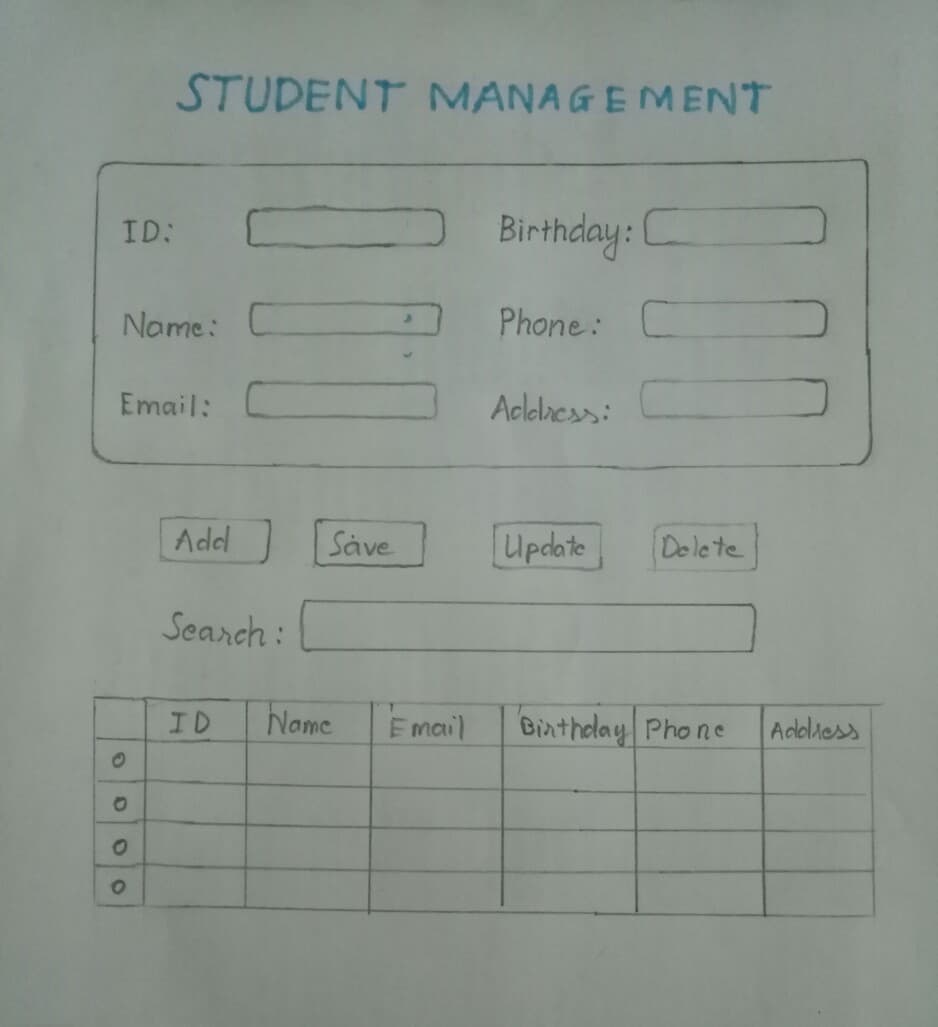 STUDENT MANAGEMENT
ID: Birthday:
Name: Phone:
Email: Address:
Add Save Update Delete
Search:
ID Name Email Birthday Phone Address